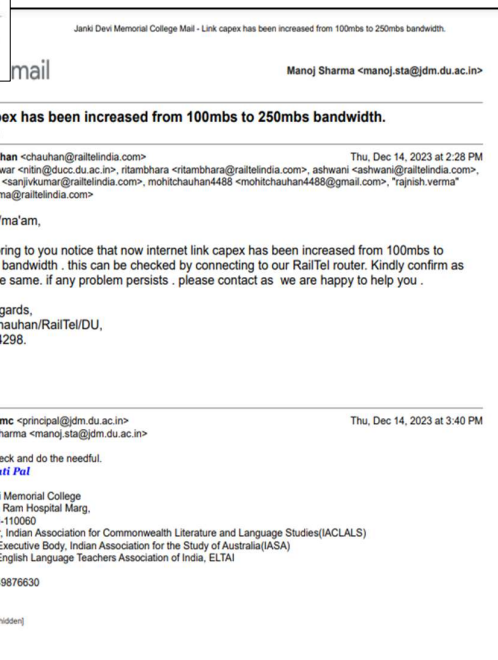 Janki Devi Memorial College Mail - Link capex has been increased from 100mbs to 250mbs bandwidth.
mail
Manoj Sharma <manoj.sta@jdm.du.ac.in>
pex has been increased from 100mbs to 250mbs bandwidth.
han <chauhan@railtelindia.com> Thu, Dec 14, 2023 at 2:28 PM
war <nitin@ducc.du.ac.in>, ritambhara <ritambhara@railtelindia.com>, ashwani <ashwani@railtelindia.com>,
<sanjivkumar@railtelindia.com>, mohitchauhan4488 <mohitchauhan4488@gmail.com>, "rajnish.verma"
ma@railtelindia.com>
/ma'am,
ring to you notice that now internet link capex has been increased from 100mbs to
bandwidth . this can be checked by connecting to our RailTel router. Kindly confirm as
e same. if any problem persists . please contact as we are happy to help you .
gards,
hauhan/RailTel/DU,
4298.
mc <principal@jdm.du.ac.in> Thu, Dec 14, 2023 at 3:40 PM
harma <manoj.sta@jdm.du.ac.in>
eck and do the needful.
ati Pal
i Memorial College
Ram Hospital Marg,
-110060
, Indian Association for Commonwealth Literature and Language Studies(IACLALS)
Executive Body, Indian Association for the Study of Australia(IASA)
English Language Teachers Association of India, ELTAI
9876630
hidden]